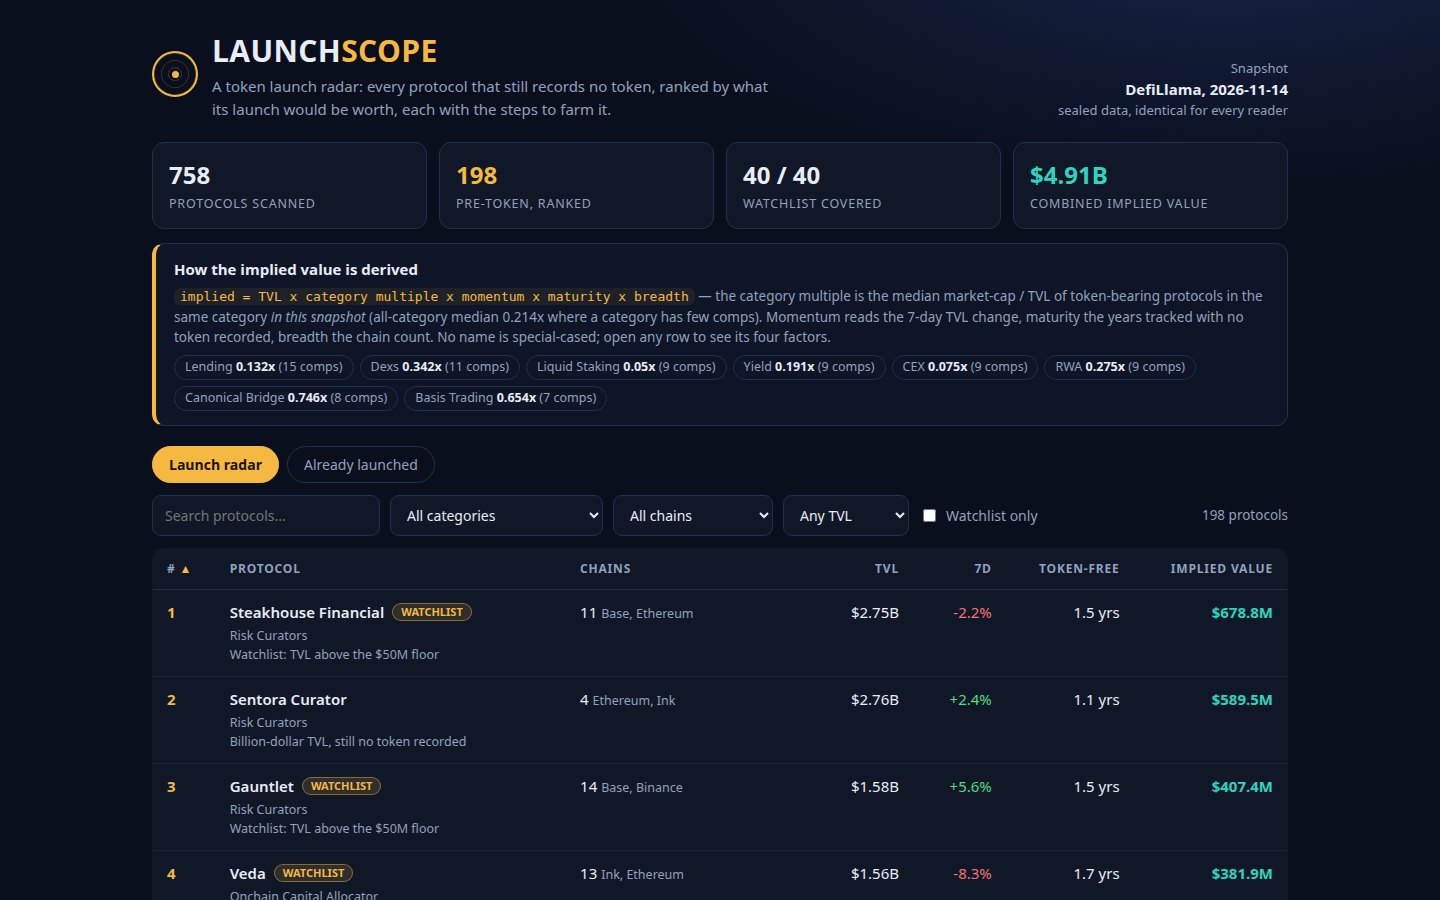 LAUNCHSCOPE
A token launch radar: every protocol that still records no token, ranked by what
its launch would be worth, each with the steps to farm it.
Snapshot
DefiLlama, 2026-11-14
sealed data, identical for every reader
758
PROTOCOLS SCANNED
198
PRE-TOKEN, RANKED
40 / 40
WATCHLIST COVERED
$4.91B
COMBINED IMPLIED VALUE
How the implied value is derived
implied = TVL x category multiple x momentum x maturity x breadth — the category multiple is the median market-cap / TVL of token-bearing protocols in the
same category in this snapshot (all-category median 0.214x where a category has few comps). Momentum reads the 7-day TVL change, maturity the years tracked with no
token recorded, breadth the chain count. No name is special-cased; open any row to see its four factors.
Lending 0.132x (15 comps) Dexs 0.342x (11 comps) Liquid Staking 0.05x (9 comps) Yield 0.191x (9 comps) CEX 0.075x (9 comps) RWA 0.275x (9 comps)
Canonical Bridge 0.746x (8 comps) Basis Trading 0.654x (7 comps)
Launch radar Already launched
Search protocols... All categories All chains Any TVL Watchlist only 198 protocols
# ▲ PROTOCOL CHAINS TVL 7D TOKEN-FREE IMPLIED VALUE
1 Steakhouse Financial WATCHLIST 11 Base, Ethereum $2.75B -2.2% 1.5 yrs $678.8M
Risk Curators
Watchlist: TVL above the $50M floor
2 Sentora Curator 4 Ethereum, Ink $2.76B +2.4% 1.1 yrs $589.5M
Risk Curators
Billion-dollar TVL, still no token recorded
3 Gauntlet WATCHLIST 14 Base, Binance $1.58B +5.6% 1.5 yrs $407.4M
Risk Curators
Watchlist: TVL above the $50M floor
4 Veda WATCHLIST 13 Ink, Ethereum $1.56B -8.3% 1.7 yrs $381.9M
Onchain Capital Allocator